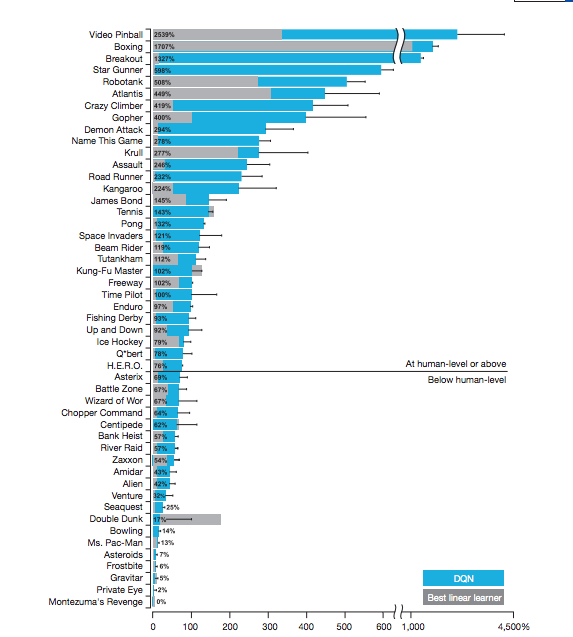 Video Pinball 2539%
Boxing 1707%
Breakout 1327%
Star Gunner 598%
Robotank 508%
Atlantis 449%
Crazy Climber 419%
Gopher 400%
Demon Attack 294%
Name This Game 278%
Krull 277%
Assault 246%
Road Runner 232%
Kangaroo 224%
James Bond 145%
Tennis 143%
Pong 132%
Space Invaders 121%
Beam Rider 119%
Tutankham 112%
Kung-Fu Master 102%
Freeway 102%
Time Pilot 100%
Enduro 97%
Fishing Derby 93%
Up and Down 92%
Ice Hockey 79%
Q*bert 78%
H.E.R.O. 76%
At human-level or above
Asterix 69%
Below human-level
Battle Zone 67%
Wizard of Wor 67%
Chopper Command 64%
Centipede 62%
Bank Heist 57%
River Raid 57%
Zaxxon 54%
Amidar 43%
Alien 42%
Venture 32%
Seaquest 25%
Double Dunk 17%
Bowling 14%
Ms. Pac-Man 13%
Asteroids 7%
Frostbite 6%
Gravitar 5%
Private Eye 2%
Montezuma's Revenge 0%
DQN
Best linear learner
0 100 200 300 400 500 600 1,000 4,500%